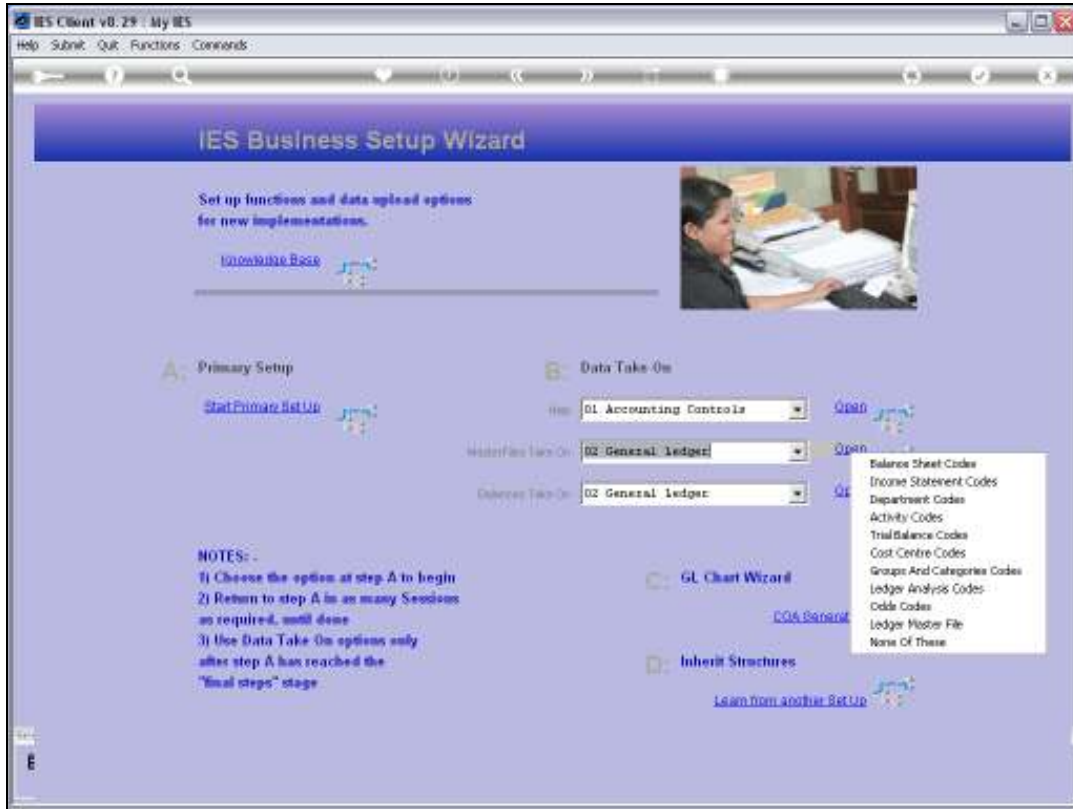 IES Client v8.29 : My IES
Help Submit Quit Functions Commands
IES Business Setup Wizard
Set up functions and data upload options
for new implementations.
Knowledge Base
A:
Primary Setup
B:
Data Take-On
Start Primary Set Up
01 Accounting Controls
Open
Masterfiles Take On
02 General ledger
Open
Balances Take On
02 General ledger
Balance Sheet Codes
Income Statement Codes
Department Codes
Activity Codes
Trial Balance Codes
Cost Centre Codes
Groups And Categories Codes
Ledger Analysis Codes
Odds Codes
Ledger Master File
None Of These
NOTES: -
1) Choose the option at step A to begin
2) Return to step A in as many Sessions
as required, until done
3) Use Data Take On options only
after step A has reached the
"final steps" stage
C:
GL Chart Wizard
COA Generat
D:
Inherit Structures
Learn from another Set Up